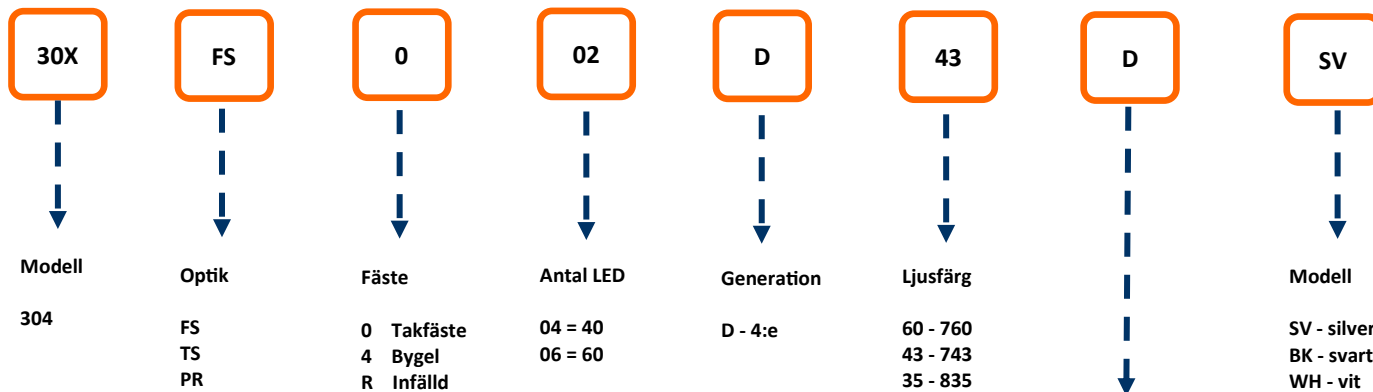 30X FS 0 02 D 43 D SV
Modell
304
Optik
FS
TS
PR
Fäste
0 Takfäste
4 Bygel
R Infälld
Antal LED
04 = 40
06 = 60
Generation
D - 4:e
Ljusfärg
60 - 760
43 - 743
35 - 835
Modell
SV - silver
BK - svart
WH - vit